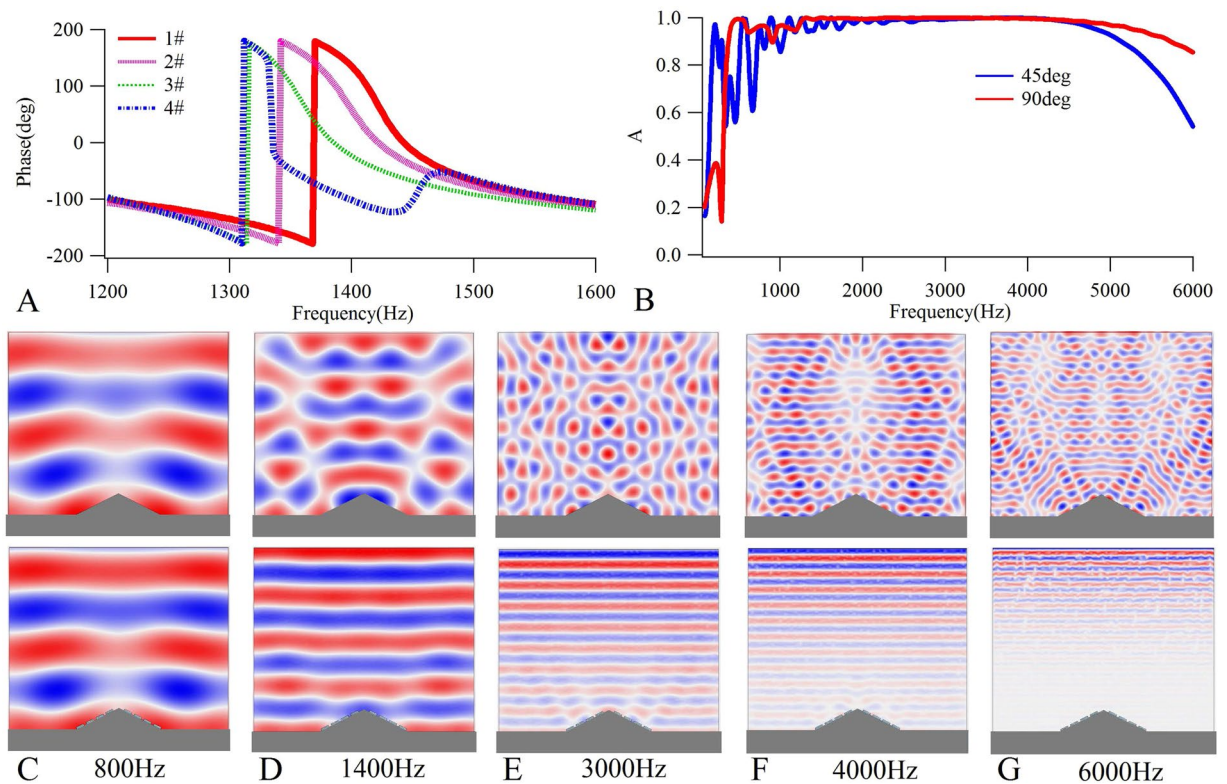 200
100
0
-100
-200
Phase(deg)
1#
2#
3#
4#
1200
1300
1400
1500
1600
Frequency(Hz)
A
1.0
0.8
0.6
0.4
0.2
0.0
A
45deg
90deg
1000
2000
3000
4000
5000
6000
Frequency(Hz)
B
C 800Hz
D 1400Hz
E 3000Hz
F 4000Hz
G 6000Hz